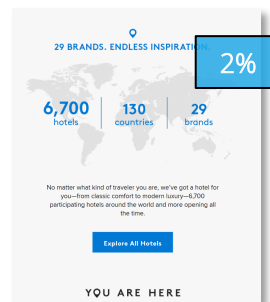 29 BRANDS. ENDLESS INSPIRATION.
2%
6,700 130 29
hotels countries brands
No matter what kind of traveler you are, we've got a hotel for
you—from classic comfort to modern luxury—6,700
participating hotels around the world and more opening all
the time.
Explore All Hotels
YOU ARE HERE